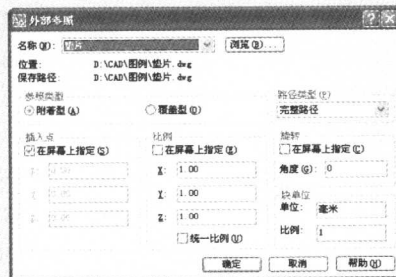 外部参照
名称(N): 垫片 浏览(B)...
位置: D:\CAD\图例\垫片.dwg
保存路径: D:\CAD\图例\垫片.dwg
参照类型 路径类型(P)
附着型(A) 覆盖型(O) 完整路径
插入点 比例 旋转
在屏幕上指定(S) 在屏幕上指定(E) 在屏幕上指定(C)
X: 1.00 角度(G): 0
Y: 1.00 块单位
单位: 毫米
Z: 1.00
比例: 1
统一比例(U)
确定 取消 帮助(H)